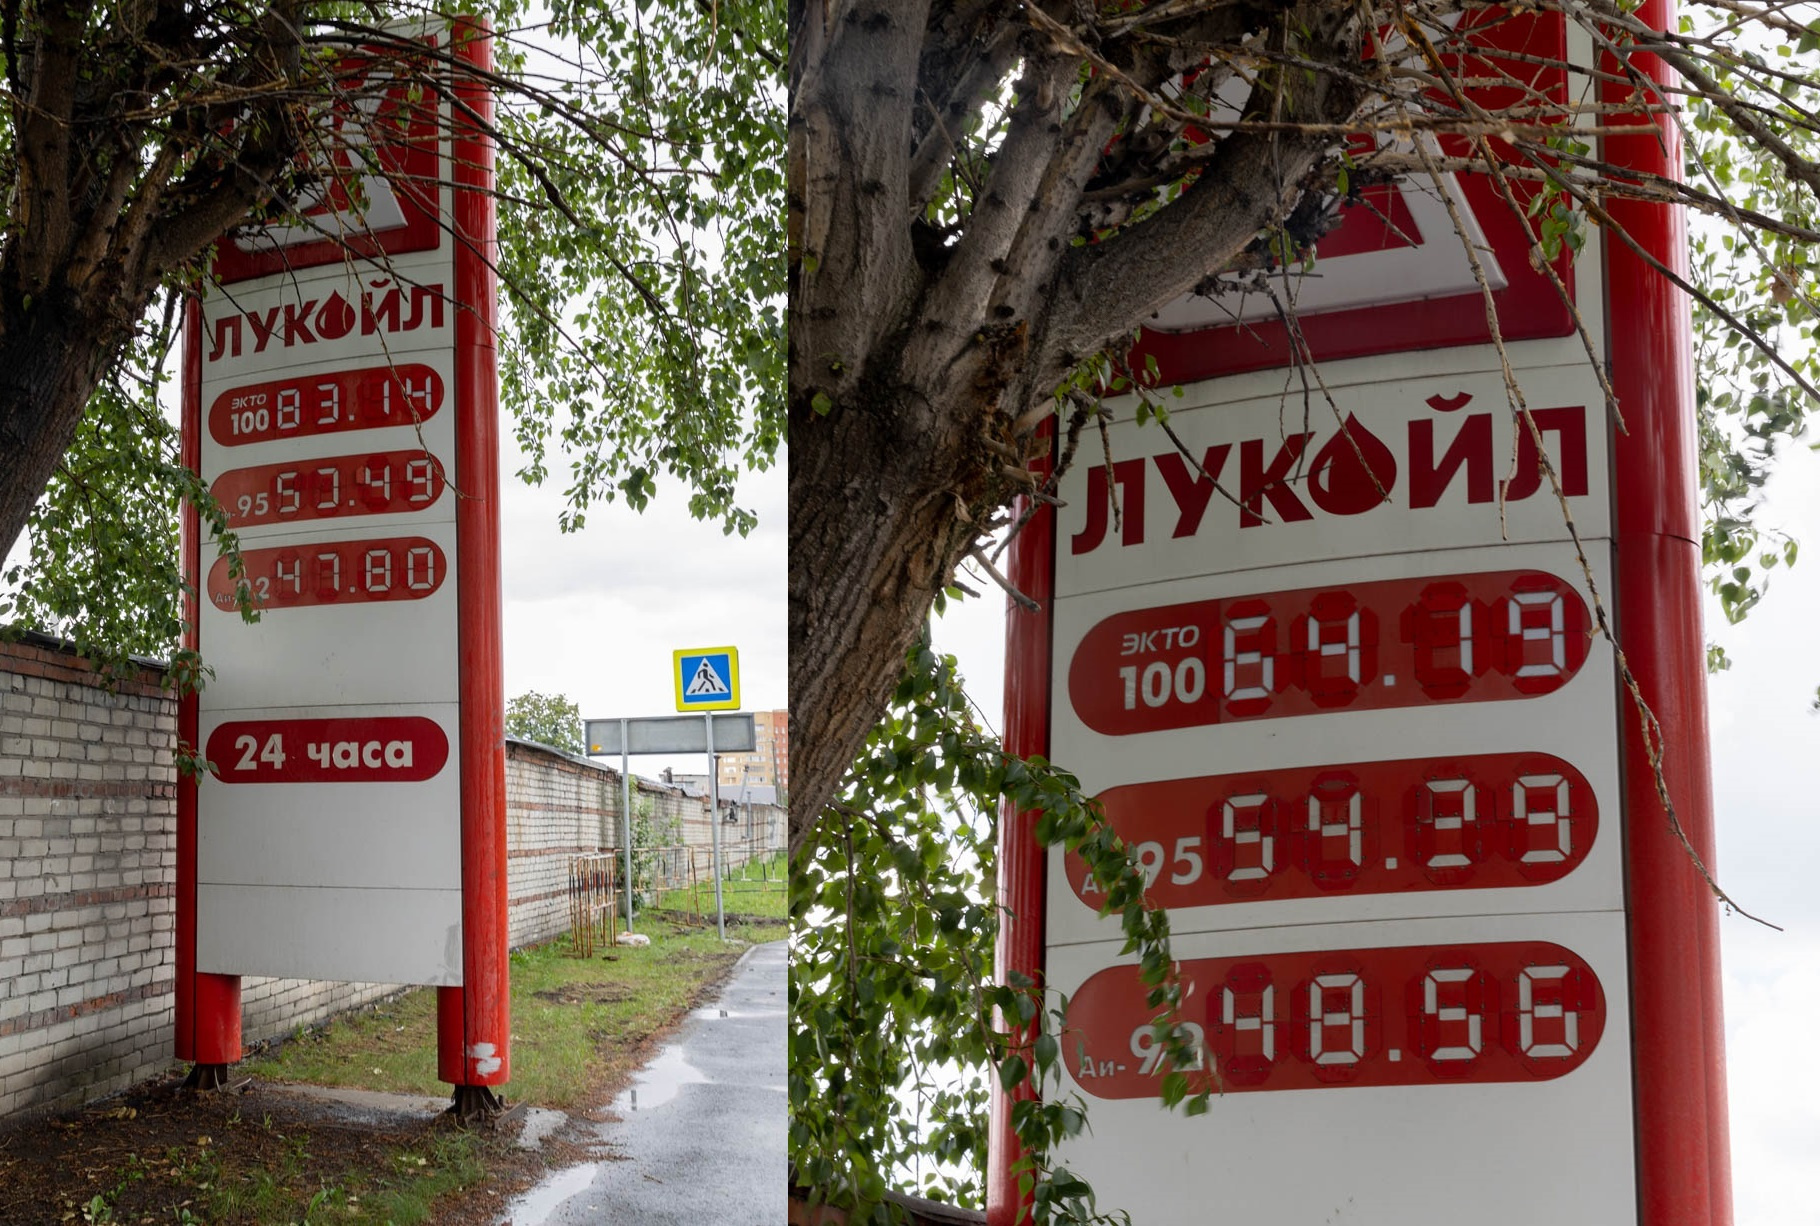 ЛУКОЙЛ
ЭКТО
100 83.14
Аи-95 57.49
Аи-92 47.80
24 часа
ЛУКОЙЛ
ЭКТО
100 64.19
Аи-95 54.39
Аи-92 48.56